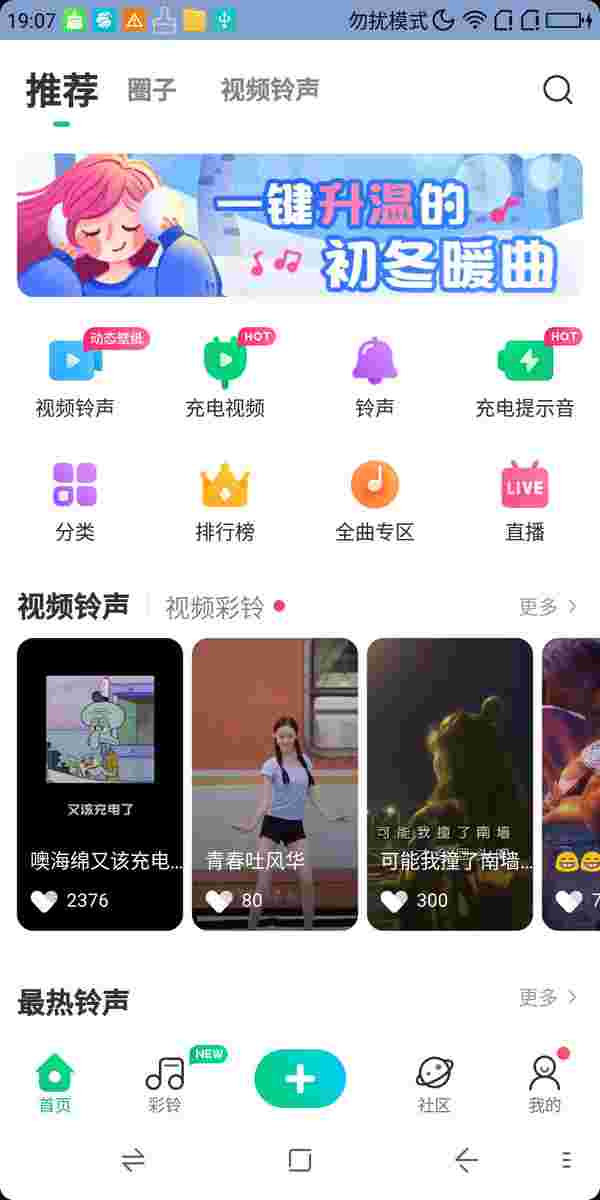 19:07 勿扰模式
推荐 圈子 视频铃声
一键升温的
初冬暖曲
动态壁纸 HOT HOT
视频铃声 充电视频 铃声 充电提示音
LIVE
分类 排行榜 全曲专区 直播
视频铃声 视频彩铃 更多
又该充电了
可能我撞了南墙
噢海绵又该充电... 青春吐风华 可能我撞了南墙...
2376 80 300 7
最热铃声 更多
NEW
首页 彩铃 社区 我的